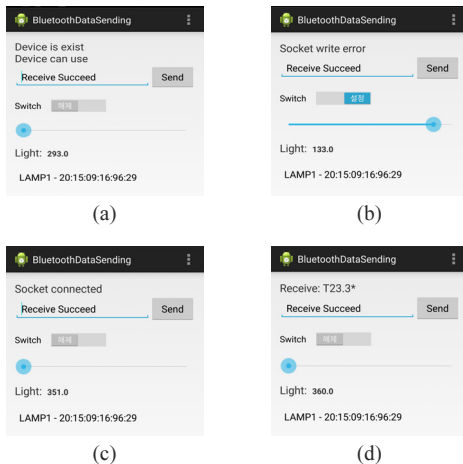 BluetoothDataSending
Device is exist
Device can use
Receive Succeed Send
Switch 해제
Light: 293.0
LAMP1 - 20:15:09:16:96:29
(a)
BluetoothDataSending
Socket write error
Receive Succeed Send
Switch 설정
Light: 133.0
LAMP1 - 20:15:09:16:96:29
(b)
BluetoothDataSending
Socket connected
Receive Succeed Send
Switch 해제
Light: 351.0
LAMP1 - 20:15:09:16:96:29
(c)
BluetoothDataSending
Receive: T23.3*
Receive Succeed Send
Switch 해제
Light: 360.0
LAMP1 - 20:15:09:16:96:29
(d)